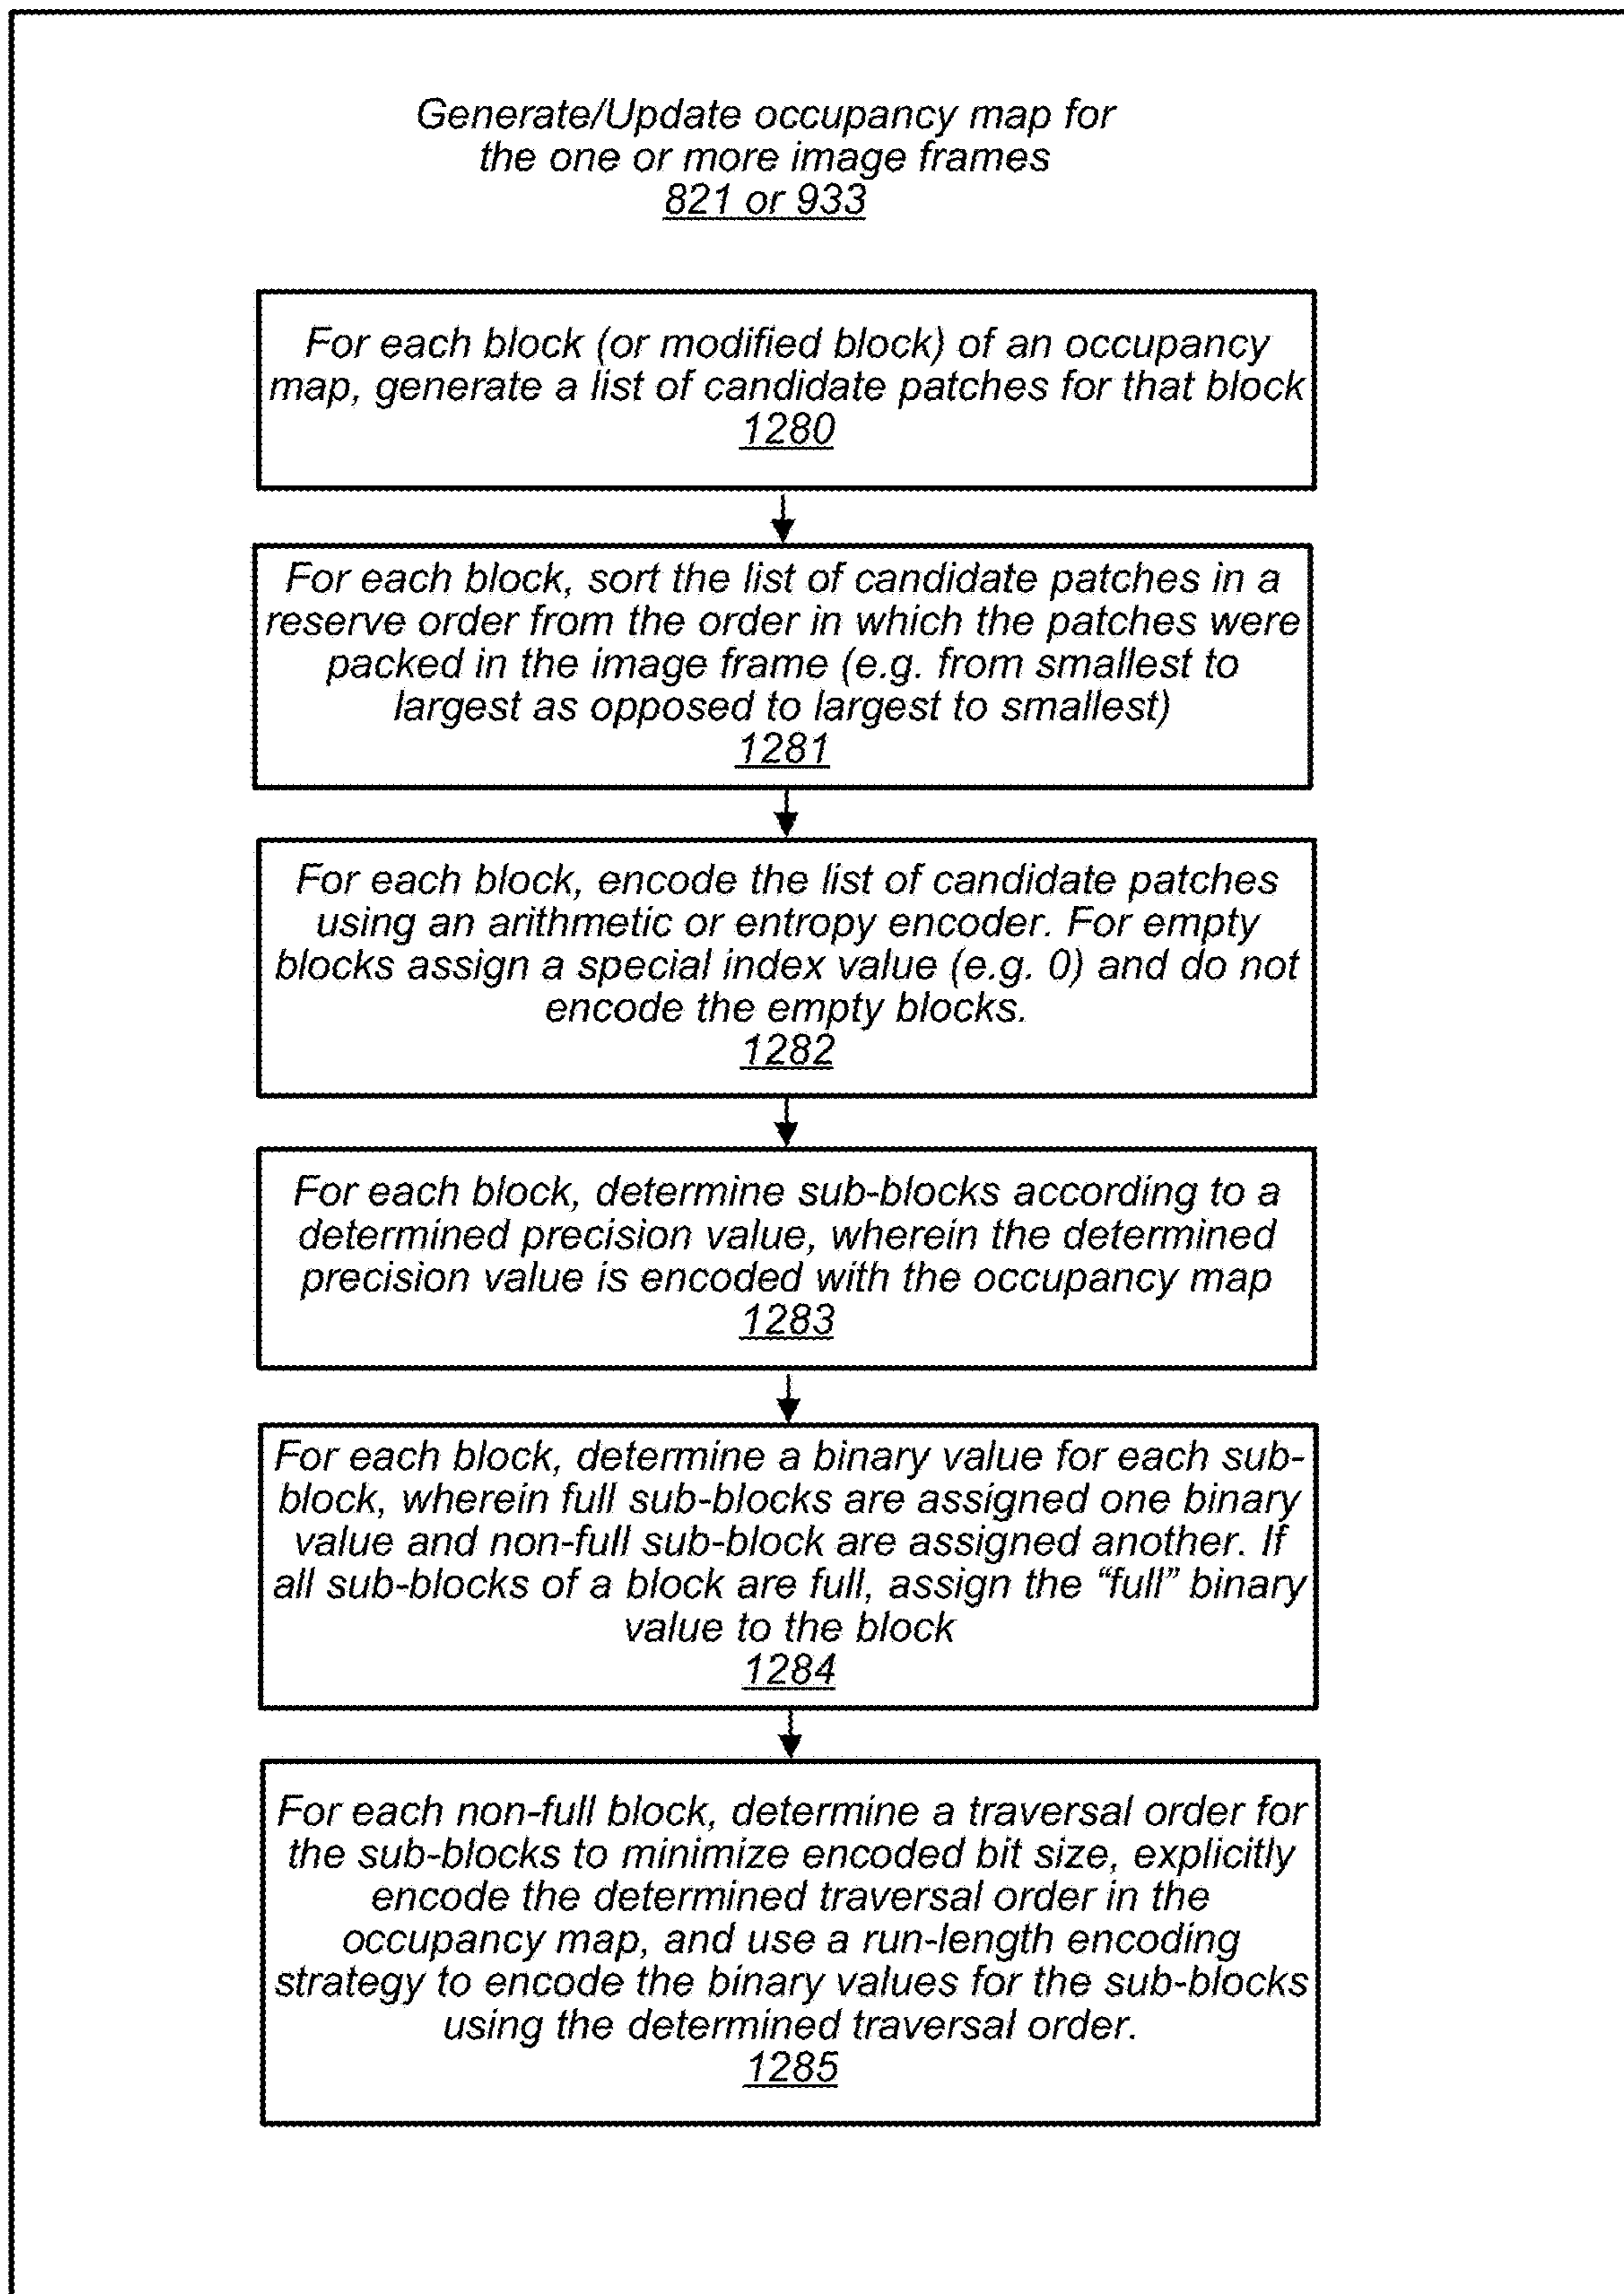 Generate/Update occupancy map for
the one or more image frames
821 or 933
For each block (or modified block) of an occupancy
map, generate a list of candidate patches for that block
1280
For each block, sort the list of candidate patches in a
reserve order from the order in which the patches were
packed in the image frame (e.g. from smallest to
largest as opposed to largest to smallest)
1281
For each block, encode the list of candidate patches
using an arithmetic or entropy encoder. For empty
blocks assign a special index value (e.g. 0) and do not
encode the empty blocks.
1282
For each block, determine sub-blocks according to a
determined precision value, wherein the determined
precision value is encoded with the occupancy map
1283
For each block, determine a binary value for each sub-
block, wherein full sub-blocks are assigned one binary
value and non-full sub-block are assigned another. If
all sub-blocks of a block are full, assign the “full” binary
value to the block
1284
For each non-full block, determine a traversal order for
the sub-blocks to minimize encoded bit size, explicitly
encode the determined traversal order in the
occupancy map, and use a run-length encoding
strategy to encode the binary values for the sub-blocks
using the determined traversal order.
1285